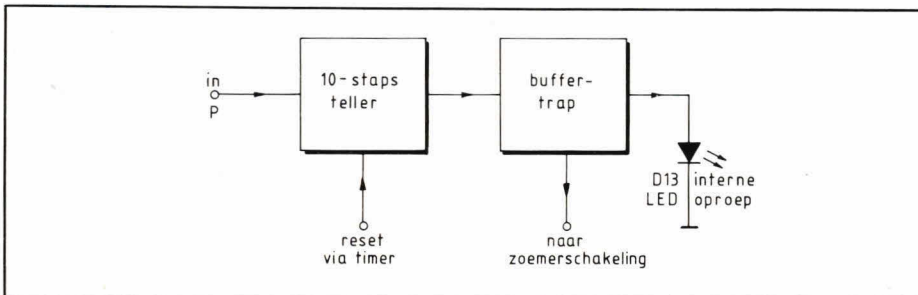 in
P
10-staps
teller
buffer-
trap
reset
via timer
naar
zoemerschakeling
D13 interne
LED oproep